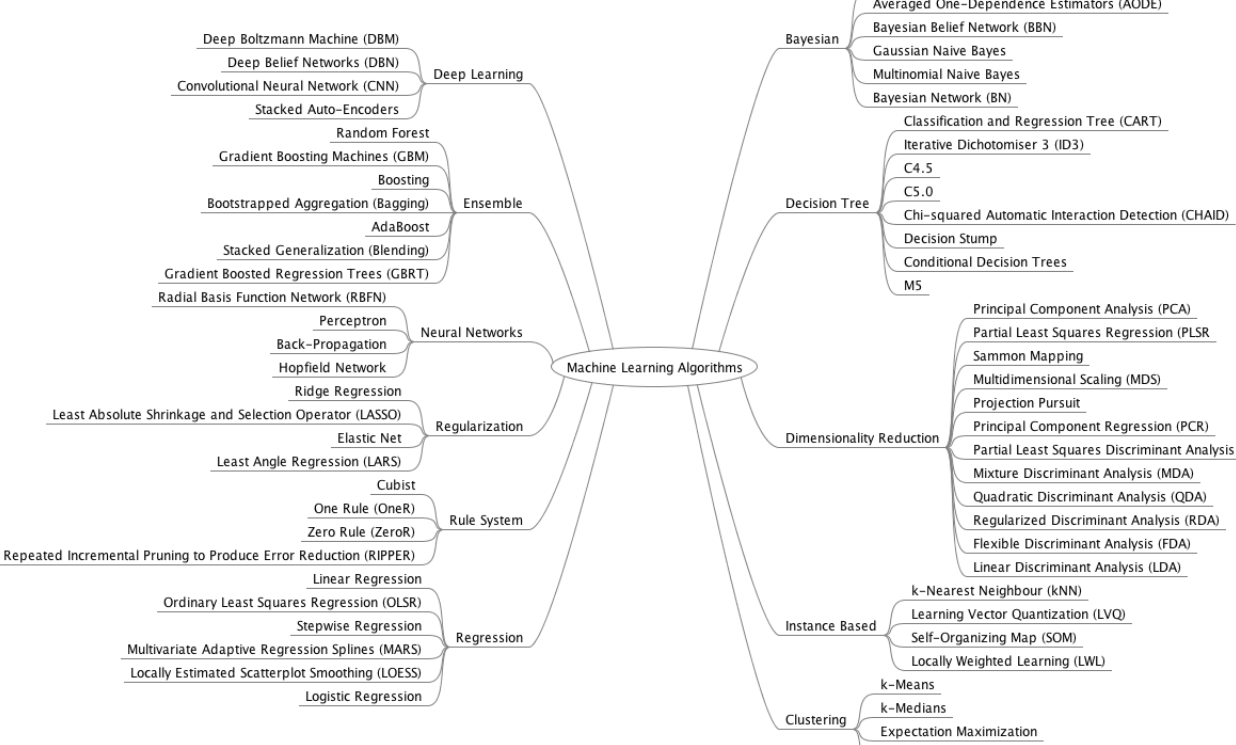 Deep Boltzmann Machine (DBM)
Deep Belief Networks (DBN)
Convolutional Neural Network (CNN)
Stacked Auto-Encoders
Deep Learning
Random Forest
Gradient Boosting Machines (GBM)
Boosting
Bootstrapped Aggregation (Bagging)
AdaBoost
Stacked Generalization (Blending)
Gradient Boosted Regression Trees (GBRT)
Ensemble
Radial Basis Function Network (RBFN)
Perceptron
Back-Propagation
Hopfield Network
Neural Networks
Ridge Regression
Least Absolute Shrinkage and Selection Operator (LASSO)
Elastic Net
Least Angle Regression (LARS)
Regularization
Cubist
One Rule (OneR)
Zero Rule (ZeroR)
Repeated Incremental Pruning to Produce Error Reduction (RIPPER)
Rule System
Linear Regression
Ordinary Least Squares Regression (OLSR)
Stepwise Regression
Multivariate Adaptive Regression Splines (MARS)
Locally Estimated Scatterplot Smoothing (LOESS)
Logistic Regression
Regression
Machine Learning Algorithms
Bayesian
Averaged One-Dependence Estimators (AODE)
Bayesian Belief Network (BBN)
Gaussian Naive Bayes
Multinomial Naive Bayes
Bayesian Network (BN)
Decision Tree
Classification and Regression Tree (CART)
Iterative Dichotomiser 3 (ID3)
C4.5
C5.0
Chi-squared Automatic Interaction Detection (CHAID)
Decision Stump
Conditional Decision Trees
M5
Dimensionality Reduction
Principal Component Analysis (PCA)
Partial Least Squares Regression (PLSR
Sammon Mapping
Multidimensional Scaling (MDS)
Projection Pursuit
Principal Component Regression (PCR)
Partial Least Squares Discriminant Analysis
Mixture Discriminant Analysis (MDA)
Quadratic Discriminant Analysis (QDA)
Regularized Discriminant Analysis (RDA)
Flexible Discriminant Analysis (FDA)
Linear Discriminant Analysis (LDA)
Instance Based
k-Nearest Neighbour (kNN)
Learning Vector Quantization (LVQ)
Self-Organizing Map (SOM)
Locally Weighted Learning (LWL)
Clustering
k-Means
k-Medians
Expectation Maximization